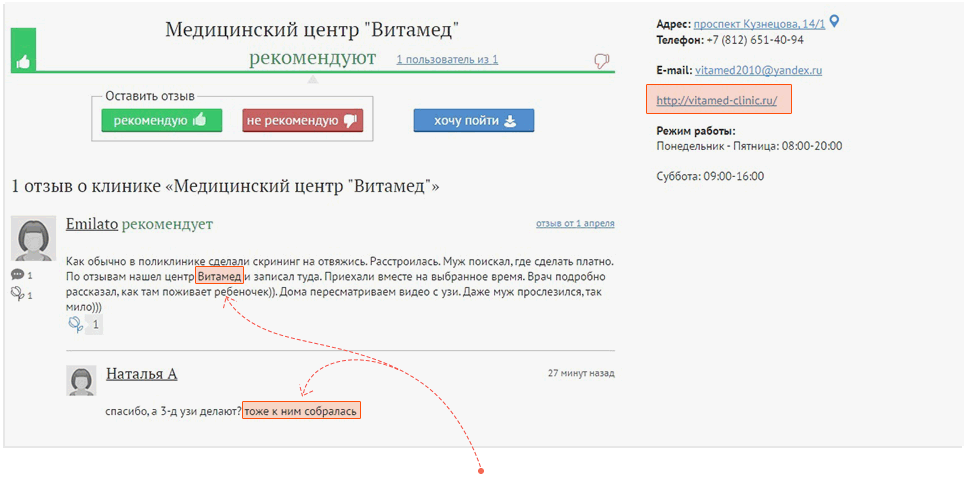 Медицинский центр "Витамед"
рекомендуют 1 пользователь из 1
Оставить отзыв
рекомендую не рекомендую хочу пойти
1 отзыв о клинике «Медицинский центр "Витамед"»
Emilato рекомендует отзыв от 1 апреля
Как обычно в поликлинике сделали скрининг на отвяжись. Расстроилась. Муж поискал, где сделать платно.
По отзывам нашел центр Витамед и записал туда. Приехали вместе на выбранное время. Врач подробно
рассказал, как там поживает ребеночек)). Дома пересматриваем видео с узи. Даже муж прослезился, так
мило)))
1
1
1
Наталья А 27 минут назад
спасибо, а 3-д узи делают? тоже к ним собралась
Адрес: проспект Кузнецова, 14/1
Телефон: +7 (812) 651-40-94
E-mail: vitamed2010@yandex.ru
http://vitamed-clinic.ru/
Режим работы:
Понедельник - Пятница: 08:00-20:00
Суббота: 09:00-16:00